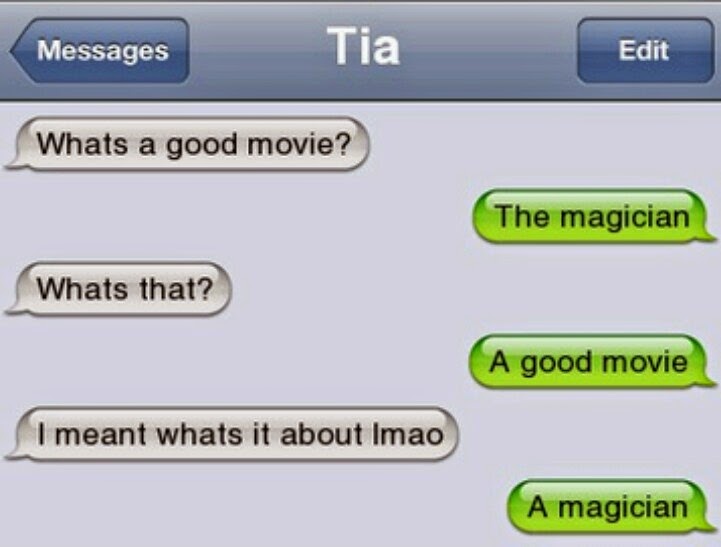 Messages
Tia
Edit
Whats a good movie?
The magician
Whats that?
A good movie
I meant whats it about lmao
A magician